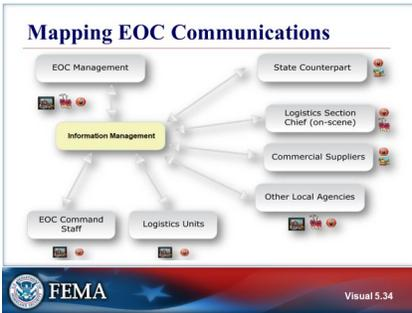 Mapping EOC Communications
EOC Management
State Counterpart
Logistics Section
Chief (on-scene)
Information Management
Commercial Suppliers
Other Local Agencies
EOC Command
Staff
Logistics Units
FEMA
Visual 5.34